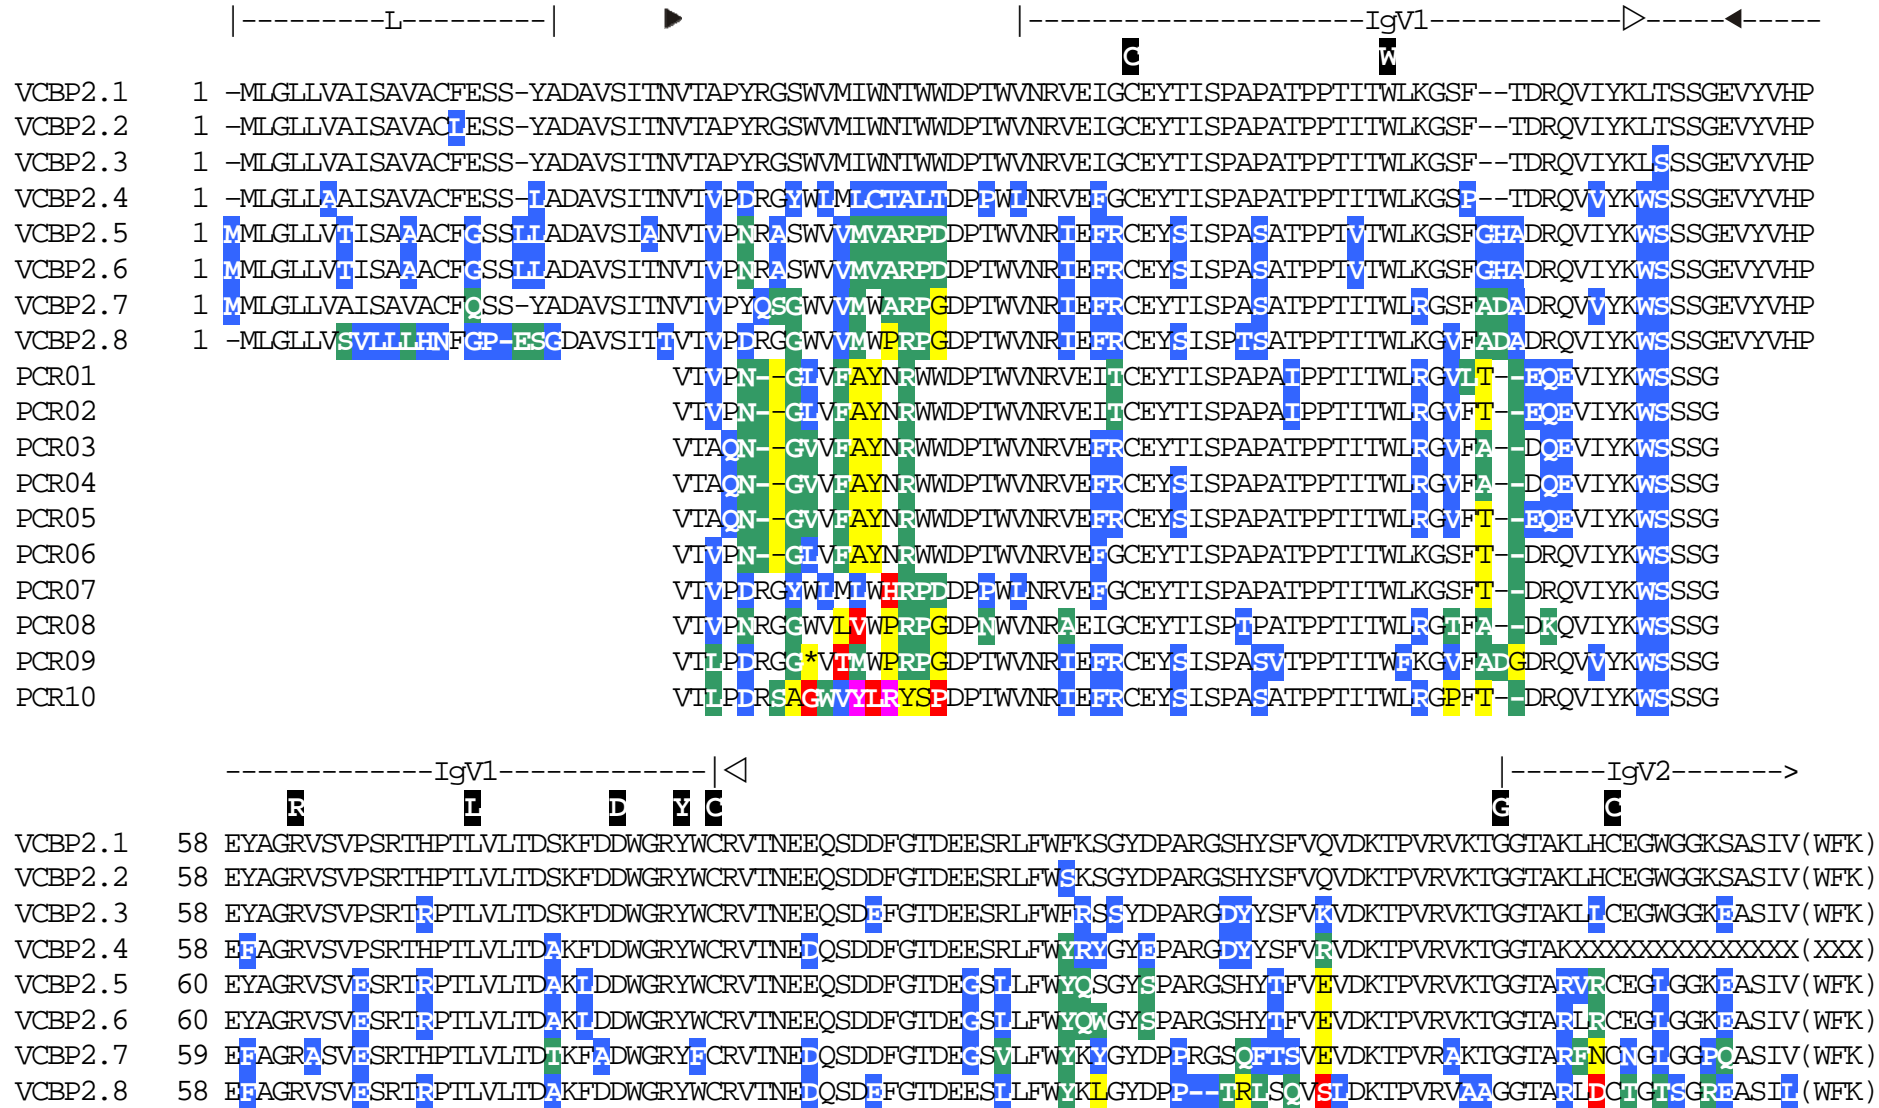 |---------L---------| ► |---------------------IgV1------------▷-----◄-----
C W
VCBP2.1 1 -MLGLLVAISAVACFESS-YADAVSITNVTAPYRGSWVMIWNTWWDPTWVNRVEIGCEYTISPAPATPPTITWLKGSF--TDRQVIYKLTSSGEVYVHP
VCBP2.2 1 -MLGLLVAISAVACLESS-YADAVSITNVTAPYRGSWVMIWNTWWDPTWVNRVEIGCEYTISPAPATPPTITWLKGSF--TDRQVIYKLTSSGEVYVHP
VCBP2.3 1 -MLGLLVAISAVACFESS-YADAVSITNVTAPYRGSWVMIWNTWWDPTWVNRVEIGCEYTISPAPATPPTITWLKGSF--TDRQVIYKLSSSGEVYVHP
VCBP2.4 1 -MLGLLAAISAVACFESS-LADAVSITNVTVPDRGYWLMLCTALTDPPWLNRVEFGCEYTISPAPATPPTITWLKGSP--TDRQVVYKWSSSGEVYVHP
VCBP2.5 1 MMLGLLVTISAAACFGSSLLADAVSIANVTVPNRASWVVMVARPDDPTWVNRIEFRCEYSISPASATPPTVTWLKGSFGHADRQVIYKWSSSGEVYVHP
VCBP2.6 1 MMLGLLVTISAAACFGSSLLADAVSITNVTVPNRASWVVMVARPDDPTWVNRIEFRCEYSISPASATPPTVTWLKGSFGHADRQVIYKWSSSGEVYVHP
VCBP2.7 1 MMLGLLVAISAVACFQSS-YADAVSITNVTVPYQSGWVVMWARPGDPTWVNRIEFRCEYSISPASATPPTITWLRGSFADADRQVVYKWSSSGEVYVHP
VCBP2.8 1 -MLGLLVSVLLLHNFGP-ESGDAVSITTVTVPDRGGWVVMWPRPGDPTWVNRIEFRCEYSISPTSATPPTITWLKGVFADADRQVIYKWSSSGEVYVHP
PCR01 VTVPN--GLVFAYNRWWDPTWVNRVEITCEYTISPAPAIPPTITWLRGVLT--EQEVIYKWSSSG
PCR02 VTVPN--GLVFAYNRWWDPTWVNRVEITCEYTISPAPAIPPTITWLRGVFT--EQEVIYKWSSSG
PCR03 VTAQN--GVVFAYNRWWDPTWVNRVEFRCEYTISPAPATPPTITWLRGVFA--DQEVIYKWSSSG
PCR04 VTAQN--GVVFAYNRWWDPTWVNRVEFRCEYSISPAPATPPTITWLRGVFA--DQEVIYKWSSSG
PCR05 VTAQN--GVVFAYNRWWDPTWVNRVEFRCEYSISPAPATPPTITWLRGVFT--EQEVIYKWSSSG
PCR06 VTVPN--GLVFAYNRWWDPTWVNRVEFGCEYTISPAPATPPTITWLKGSFT--DRQVIYKWSSSG
PCR07 VTVPDRGYWLMLWHRPDDPPWLNRVEFGCEYTISPAPATPPTITWLKGSFT--DRQVIYKWSSSG
PCR08 VTVPNRGGWVLVWPRPGDPNWVNRAEIGCEYTISPTPATPPTITWLRGTFA--DKQVIYKWSSSG
PCR09 VTLPDRGG*VTMWPRPGDPTWVNRIEFRCEYSISPASVTPPTITWFKGVFADGDRQVVYKWSSSG
PCR10 VTLPDRSAGWVYLRYSPDPTWVNRIEFRCEYSISPASATPPTITWLRGPFT--DRQVIYKWSSSG
-------------IgV1-------------|◁ |------IgV2------->
R L D Y C G C
VCBP2.1 58 EYAGRVSVPSRTHPTLVLTDSKFDDWGRYWCRVTNEEQSDDFGTDEESRLFWFKSGYDPARGSHYSFVQVDKTPVRVKTGGTAKLHCEGWGGKSASIV(WFK)
VCBP2.2 58 EYAGRVSVPSRTHPTLVLTDSKFDDWGRYWCRVTNEEQSDDFGTDEESRLFWSKSGYDPARGSHYSFVQVDKTPVRVKTGGTAKLHCEGWGGKSASIV(WFK)
VCBP2.3 58 EYAGRVSVPSRTRPTLVLTDSKFDDWGRYWCRVTNEEQSDEFGTDEESRLFWFRSSYDPARGDYYSFVKVDKTPVRVKTGGTAKLLCEGWGGKEASIV(WFK)
VCBP2.4 58 EFAGRVSVPSRTHPTLVLTDAKFDDWGRYWCRVTNEDQSDDFGTDEESRLFWYRYGYEPARGDYYSFVRVDKTPVRVKTGGTAKXXXXXXXXXXXXXX(XXX)
VCBP2.5 60 EYAGRVSVESRTRPTLVLTDAKLDDWGRYWCRVTNEEQSDDFGTDEGSLLFWYQSGYSPARGSHYTFVEVDKTPVRVKTGGTARVRCEGLGGKEASIV(WFK)
VCBP2.6 60 EYAGRVSVESRTRPTLVLTDAKLDDWGRYWCRVTNEEQSDDFGTDEGSLLFWYQWGYSPARGSHYTFVEVDKTPVRVKTGGTARLRCEGLGGKEASIV(WFK)
VCBP2.7 59 EFAGRASVESRTHPTLVLTDTKFADWGRYFCRVTNEDQSDDFGTDEGSVLFWYKYGYDPPRGSQFTSVEVDKTPVRAKTGGTARFNCNGLGGPQASIV(WFK)
VCBP2.8 58 EFAGRVSVESRTRPTLVLTDAKFDDWGRYWCRVTNEDQSDEFGTDEESLLFWYKLGYDPP--TRLSQVSLDKTPVRVAAGGTARLDCTGTSGREASIL(WFK)